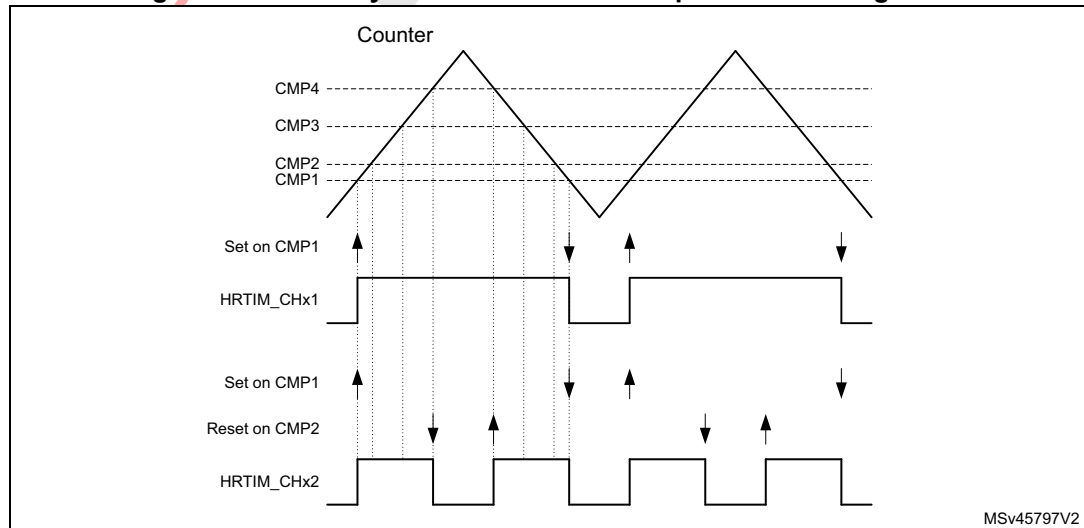 Counter
CMP4
CMP3
CMP2
CMP1
Set on CMP1
HRTIM_CHx1
Set on CMP1
Reset on CMP2
HRTIM_CHx2
MSv45797V2